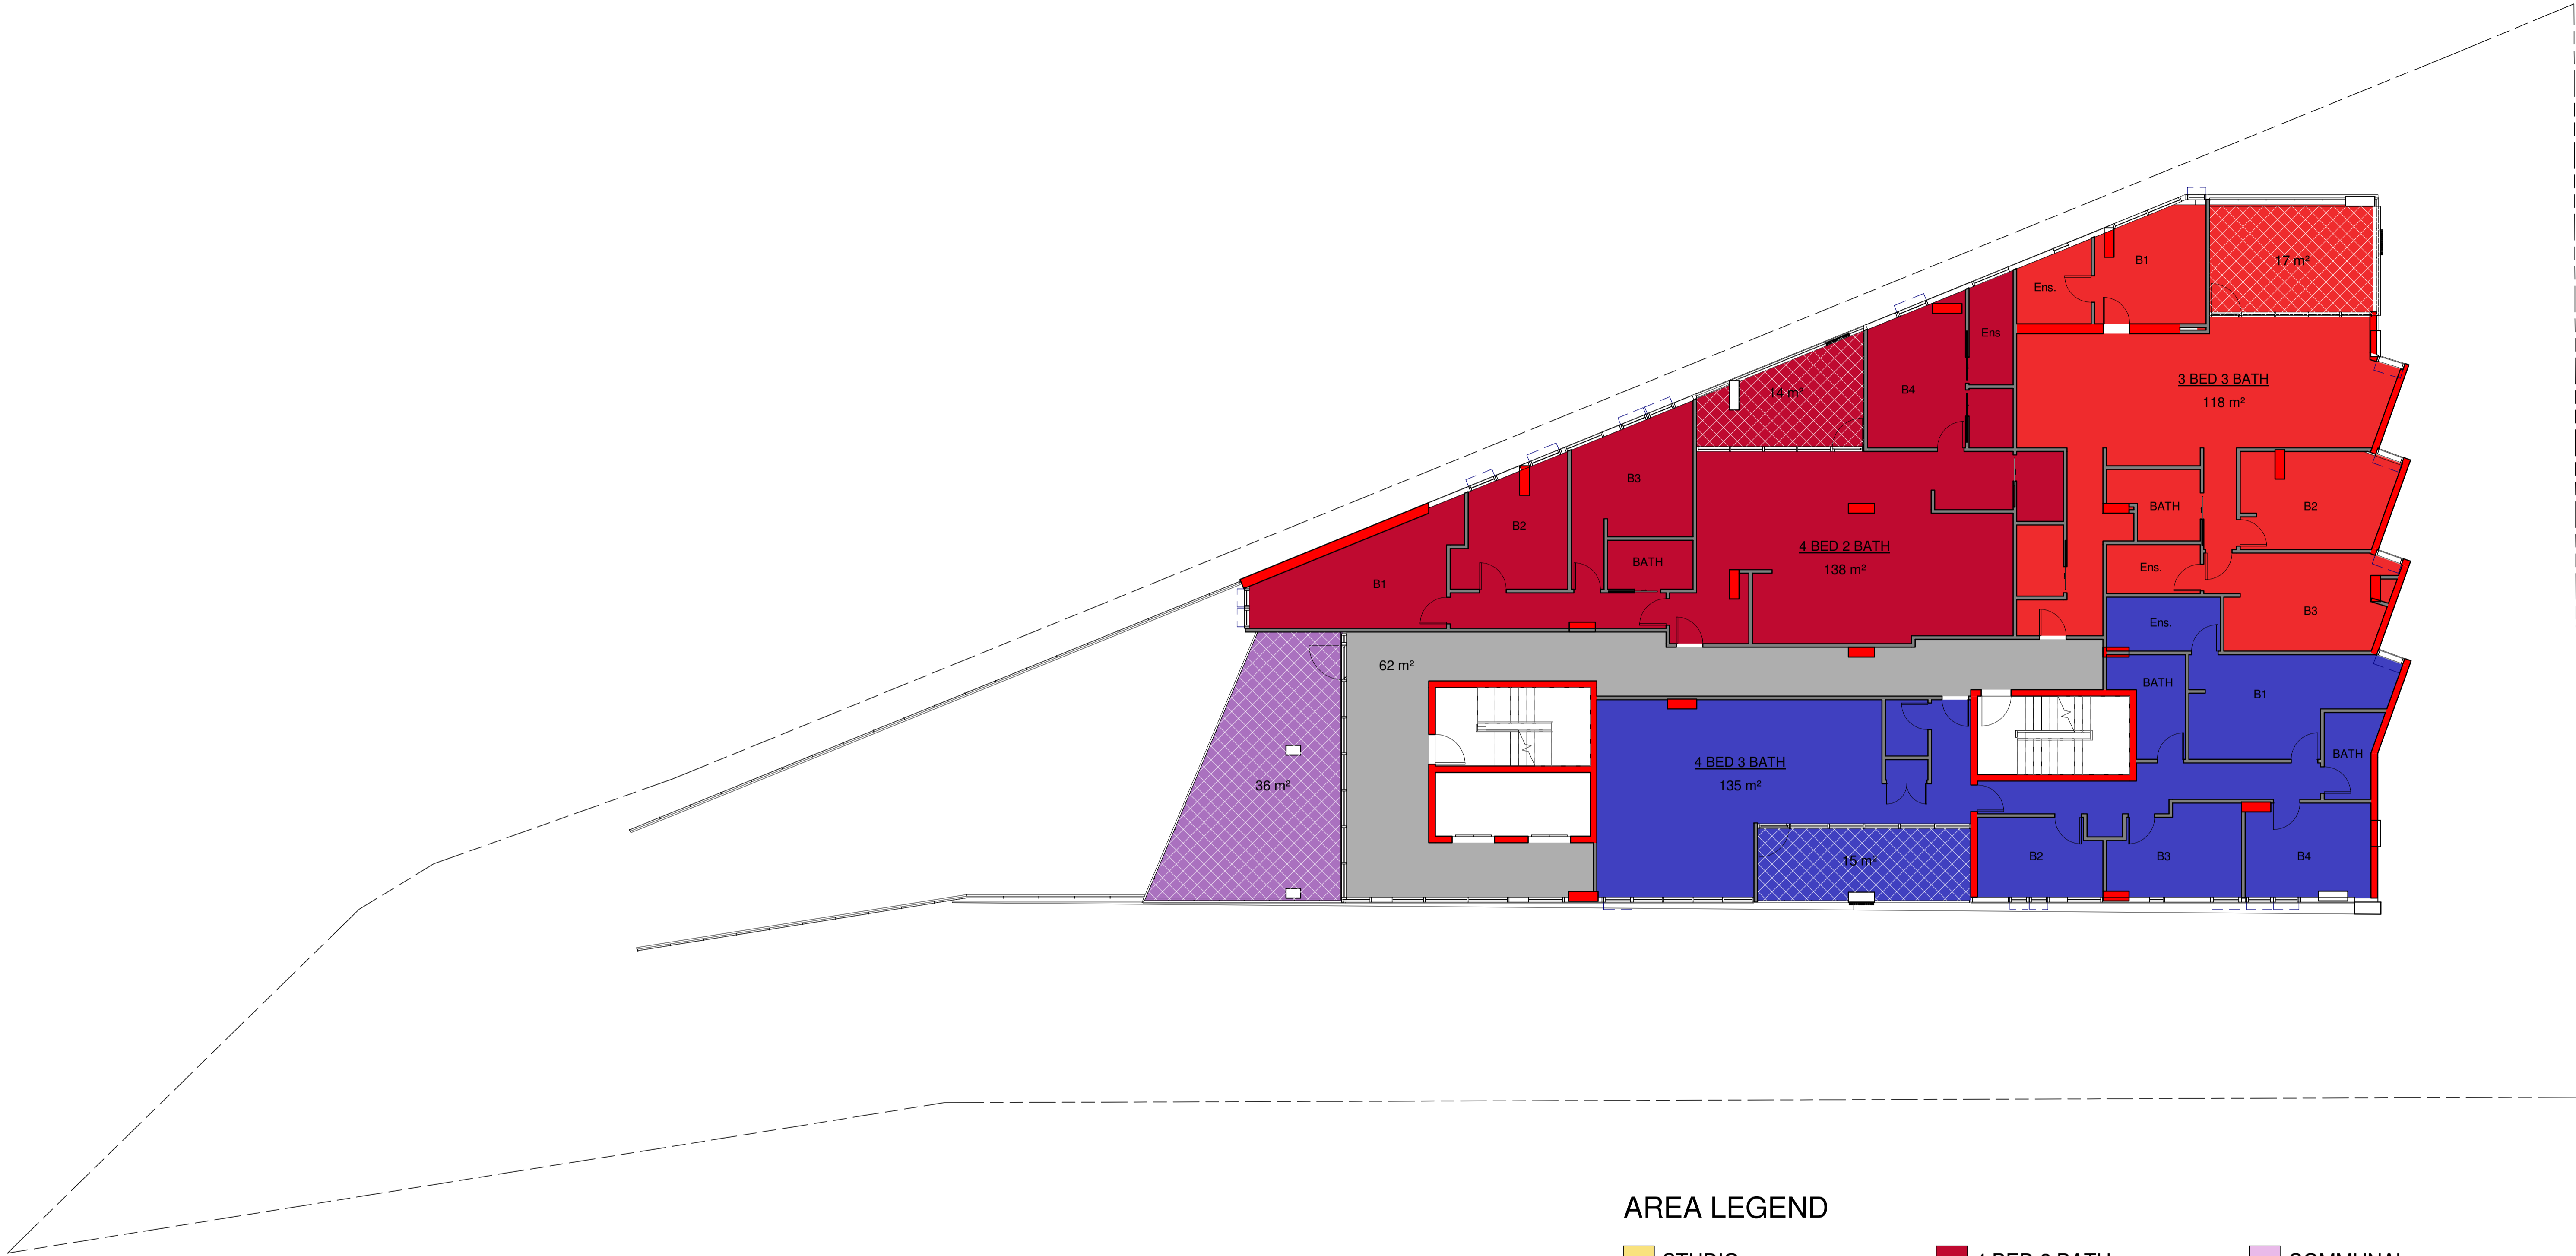 B1
17 m²
Ens.
Ens
14 m²
B4
3 BED 3 BATH
118 m²
B3
B2
BATH
B2
4 BED 2 BATH
138 m²
BATH
B1
Ens.
B3
Ens.
62 m²
BATH
B1
4 BED 3 BATH
135 m²
BATH
36 m²
15 m²
B2
B3
B4
AREA LEGEND